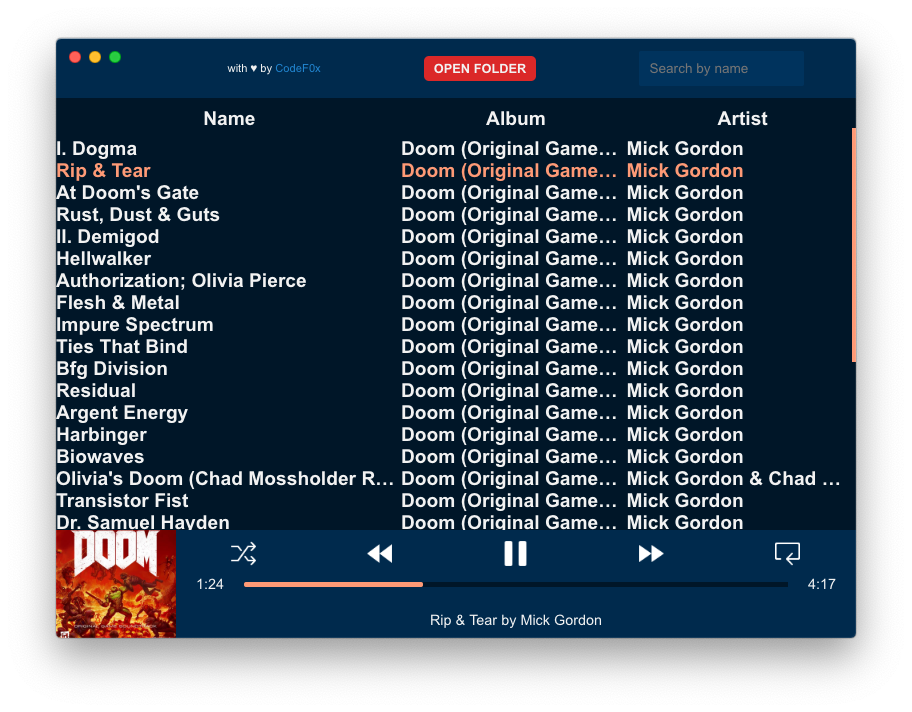 with ♥ by CodeF0x
OPEN FOLDER
Search by name
Name Album Artist
I. Dogma Doom (Original Game… Mick Gordon
Rip & Tear Doom (Original Game… Mick Gordon
At Doom's Gate Doom (Original Game… Mick Gordon
Rust, Dust & Guts Doom (Original Game… Mick Gordon
II. Demigod Doom (Original Game… Mick Gordon
Hellwalker Doom (Original Game… Mick Gordon
Authorization; Olivia Pierce Doom (Original Game… Mick Gordon
Flesh & Metal Doom (Original Game… Mick Gordon
Impure Spectrum Doom (Original Game… Mick Gordon
Ties That Bind Doom (Original Game… Mick Gordon
Bfg Division Doom (Original Game… Mick Gordon
Residual Doom (Original Game… Mick Gordon
Argent Energy Doom (Original Game… Mick Gordon
Harbinger Doom (Original Game… Mick Gordon
Biowaves Doom (Original Game… Mick Gordon
Olivia's Doom (Chad Mossholder R… Doom (Original Game… Mick Gordon & Chad …
Transistor Fist Doom (Original Game… Mick Gordon
Dr. Samuel Hayden Doom (Original Game… Mick Gordon
DOOM
1:24
4:17
Rip & Tear by Mick Gordon